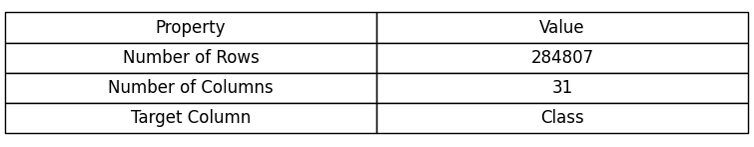 Property Value
Number of Rows 284807
Number of Columns 31
Target Column Class